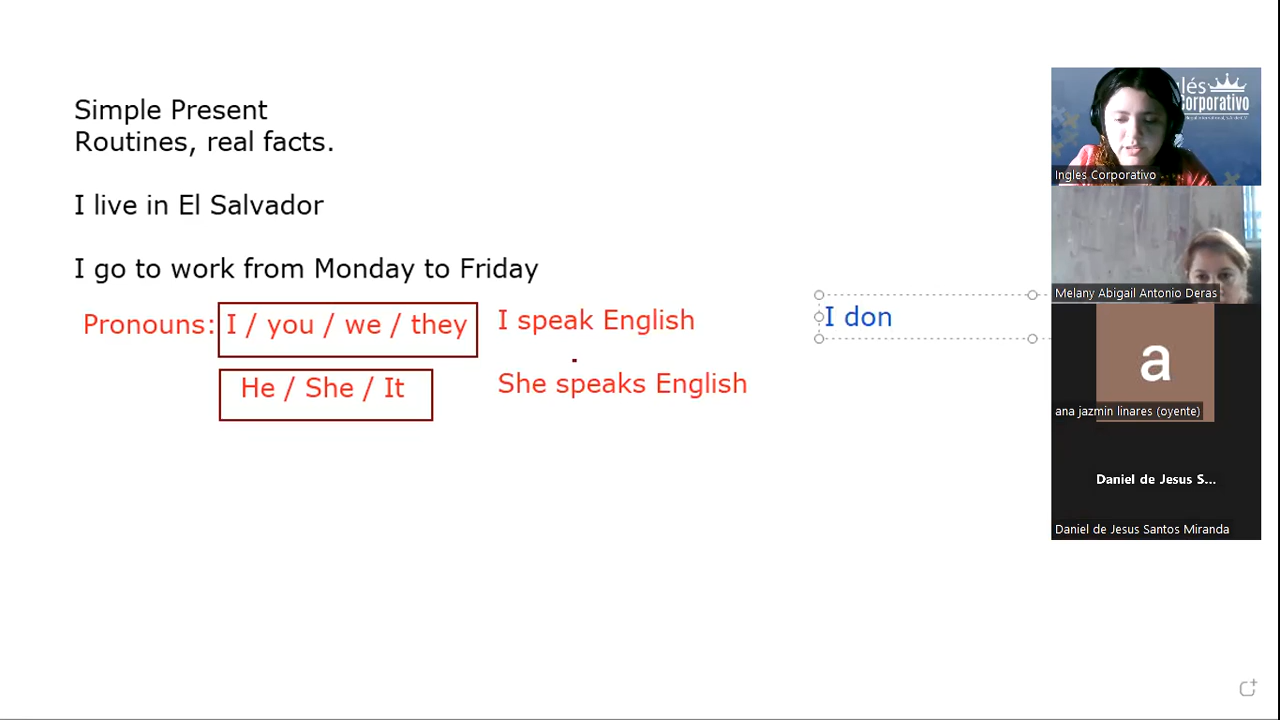 Simple Present
Routines, real facts.
I live in El Salvador
I go to work from Monday to Friday
Pronouns: I / you / we / they I speak English I don
He / She / It She speaks English
glés
Corporativo
Ingles Corporativo
Melany Abigail Antonio Deras
a
ana jazmin linares (oyente)
Daniel de Jesus S...
Daniel de Jesus Santos Miranda